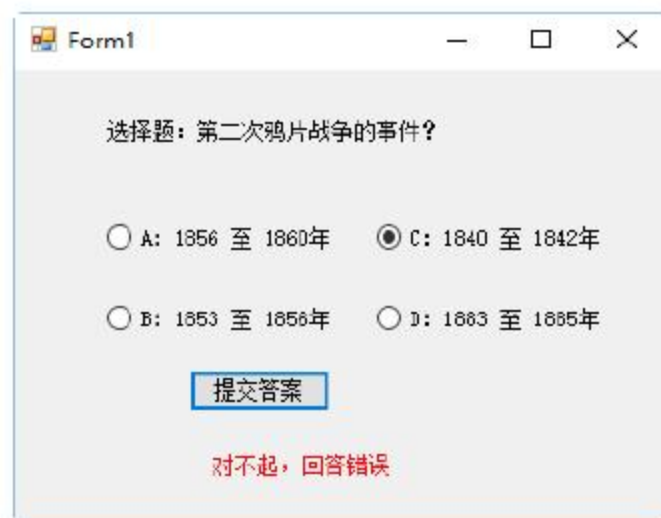 Form1
选择题：第二次鸦片战争的事件？
A: 1856 至 1860年
C: 1840 至 1842年
B: 1853 至 1856年
D: 1883 至 1885年
提交答案
对不起，回答错误